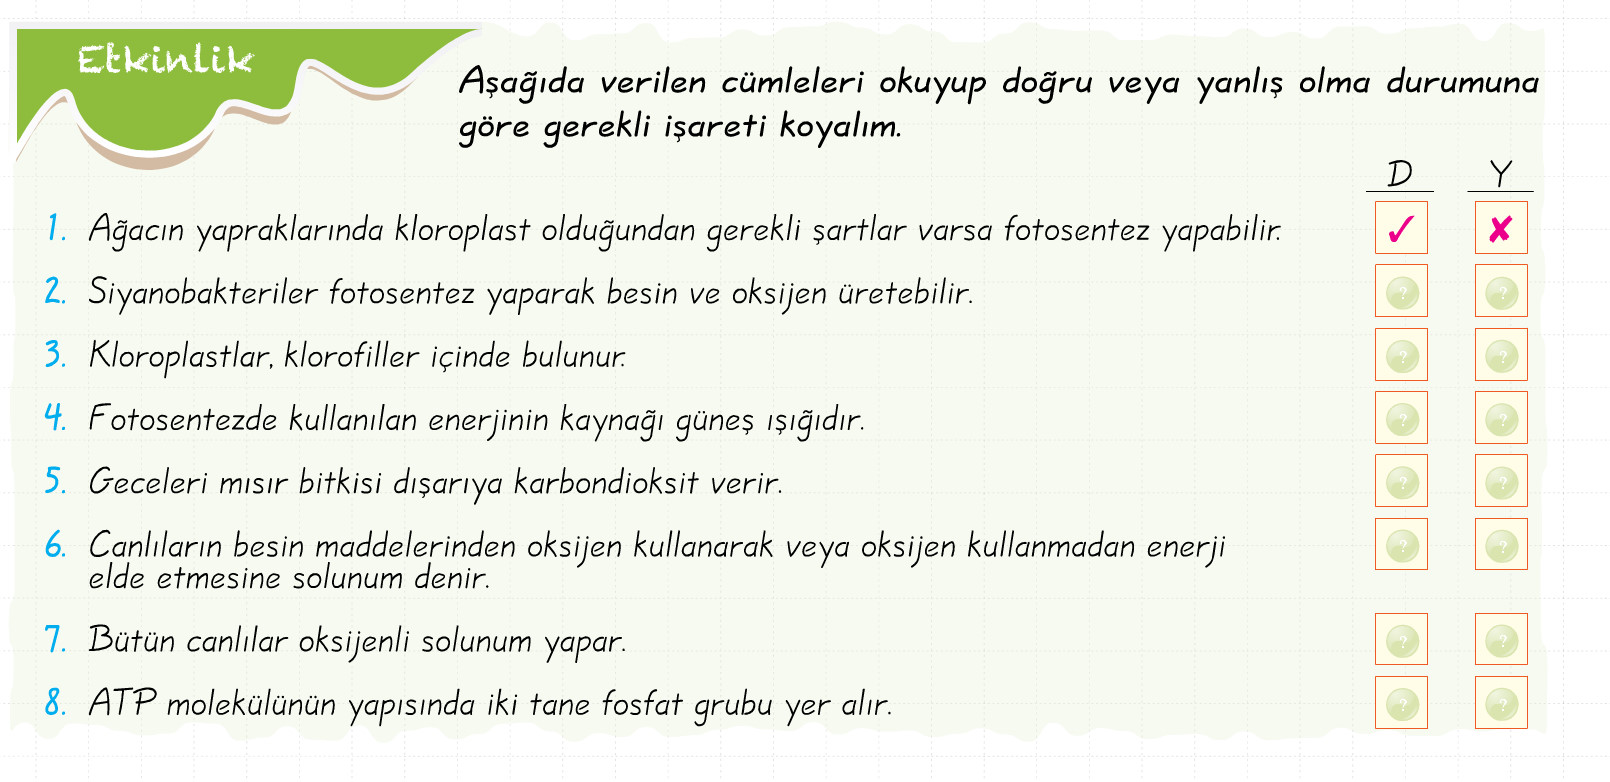 Etkinlik
Aşağıda verilen cümleleri okuyup doğru veya yanlış olma durumuna
göre gerekli işareti koyalım.
D Y
1. Ağacın yapraklarında kloroplast olduğundan gerekli şartlar varsa fotosentez yapabilir. ✓ ✘
2. Siyanobakteriler fotosentez yaparak besin ve oksijen üretebilir. ? ?
3. Kloroplastlar, klorofiller içinde bulunur. ? ?
4. Fotosentezde kullanılan enerjinin kaynağı güneş ışığıdır. ? ?
5. Geceleri mısır bitkisi dışarıya karbondioksit verir. ? ?
6. Canlıların besin maddelerinden oksijen kullanarak veya oksijen kullanmadan enerji ? ?
elde etmesine solunum denir.
7. Bütün canlılar oksijenli solunum yapar. ? ?
8. ATP molekülünün yapısında iki tane fosfat grubu yer alır. ? ?